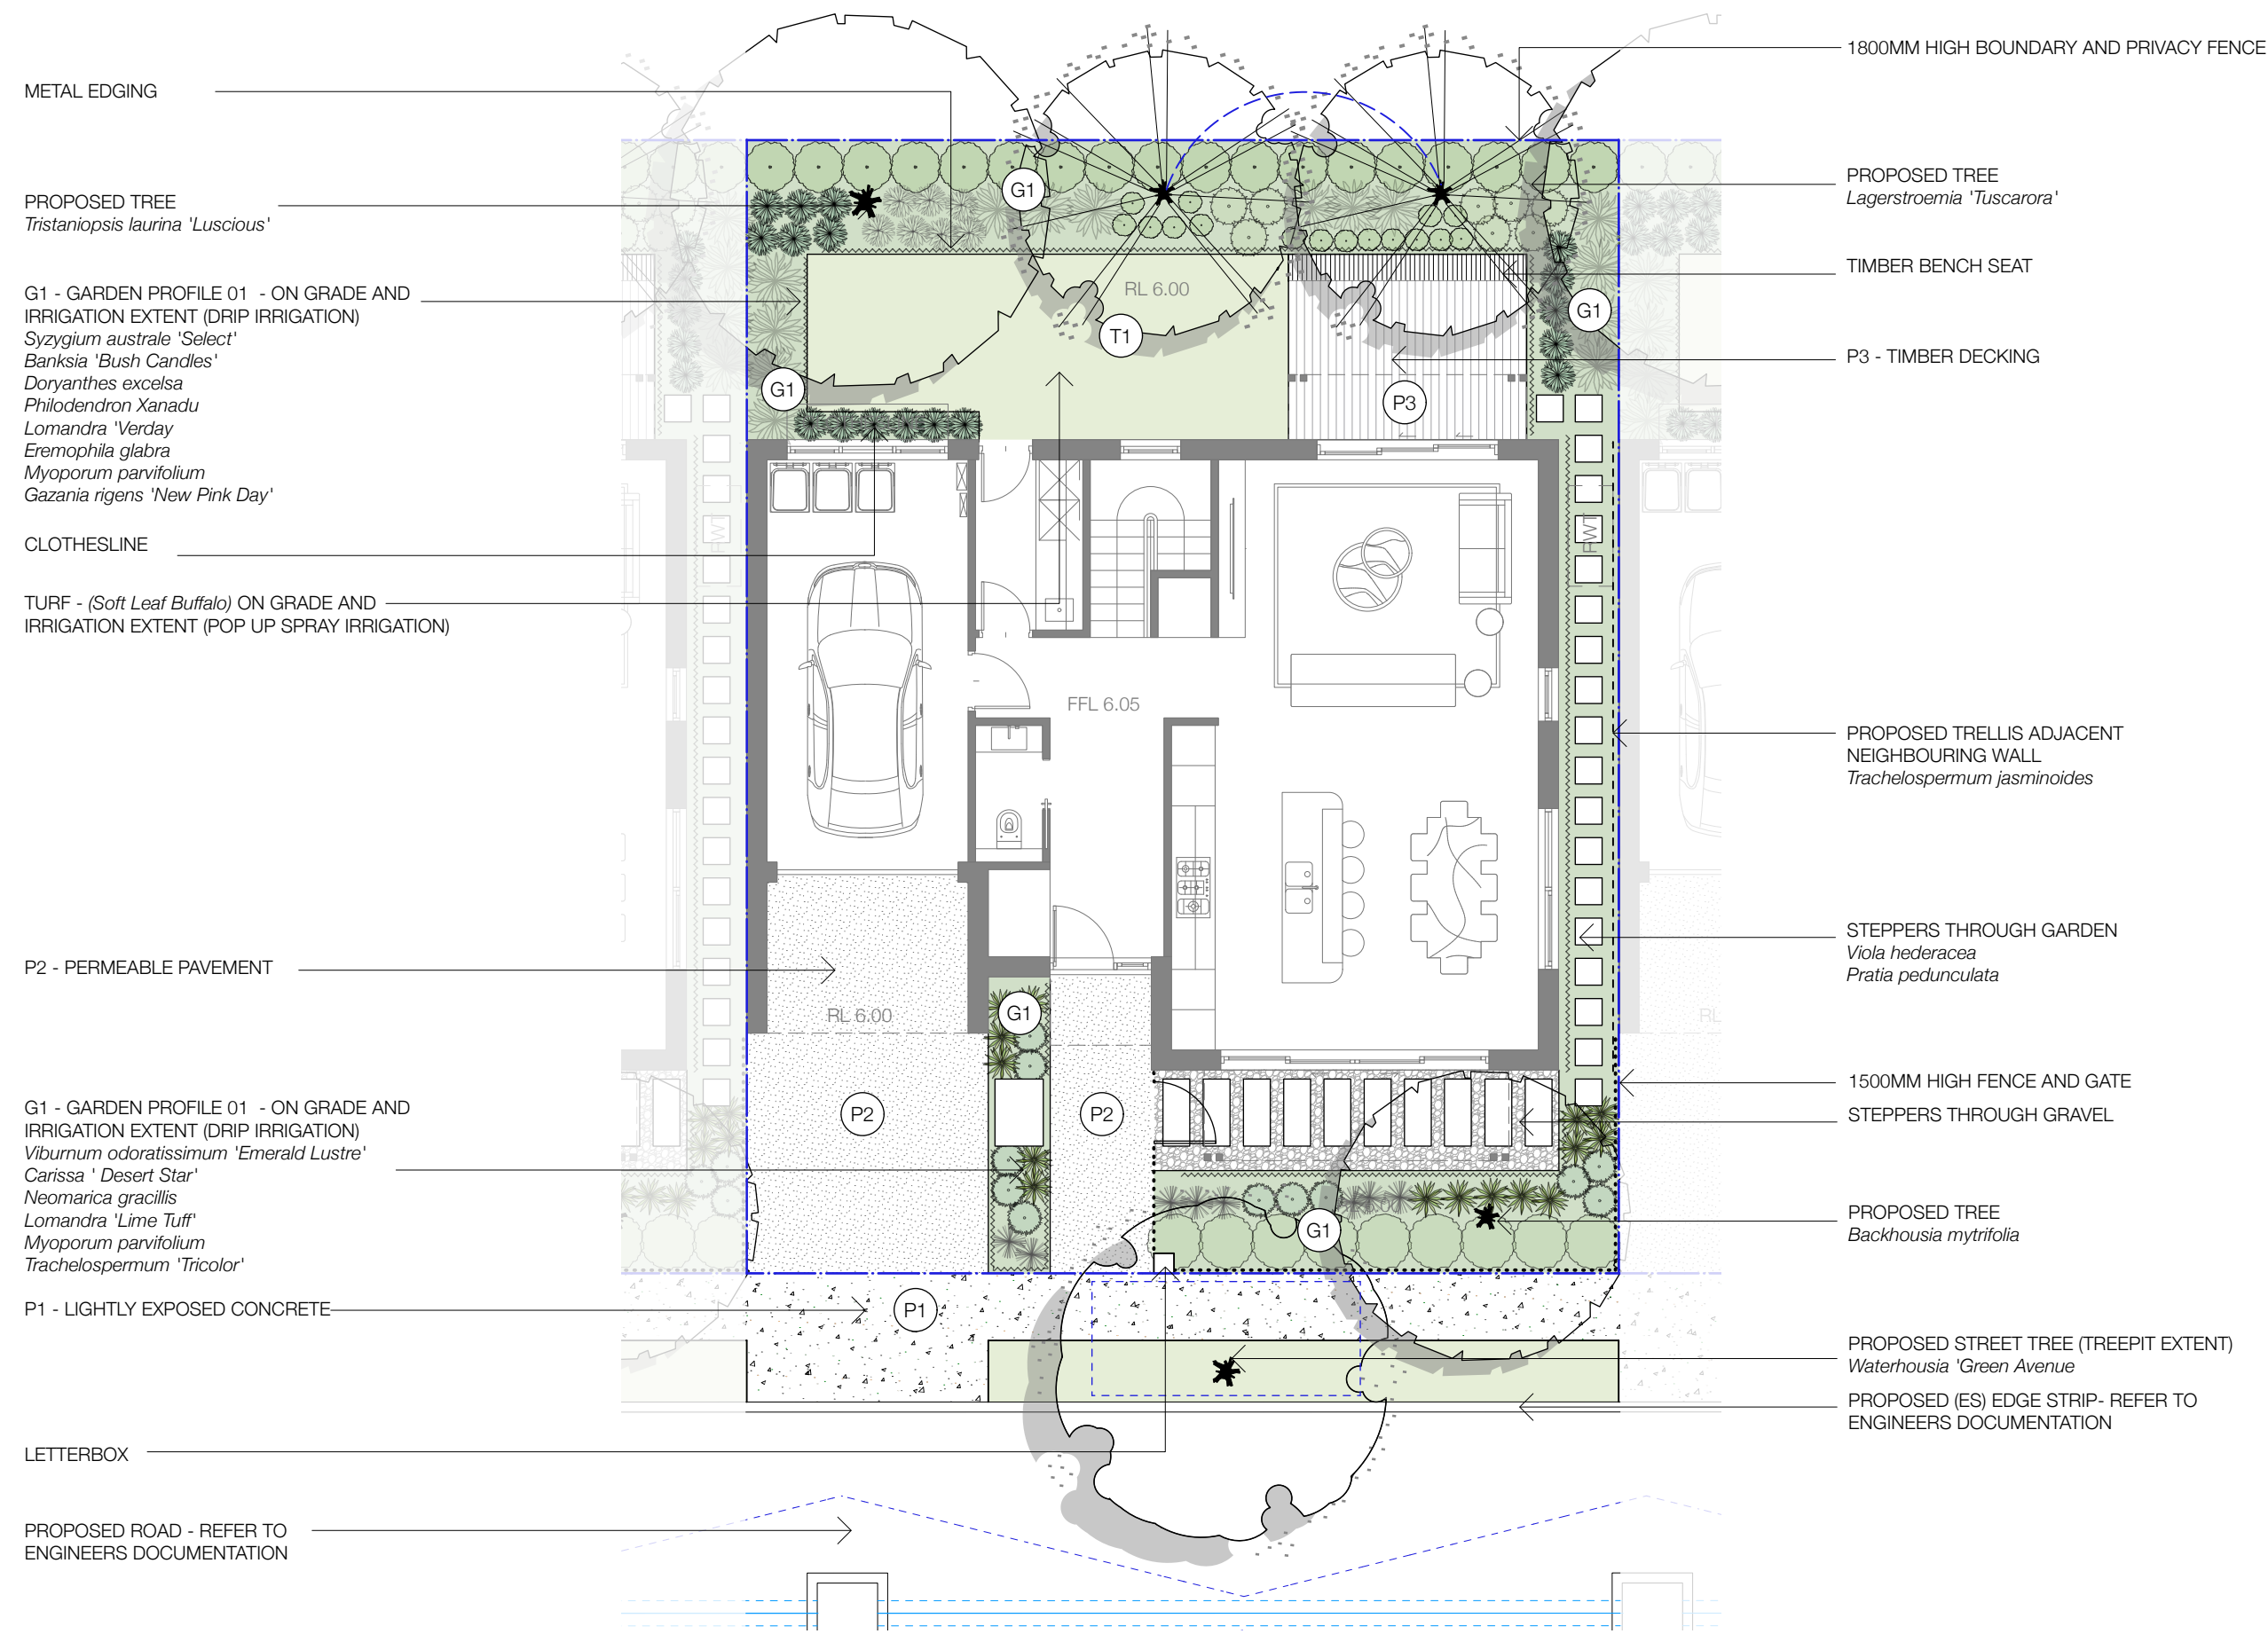 METAL EDGING
PROPOSED TREE
Tristaniopsis laurina 'Luscious'
G1 - GARDEN PROFILE 01  - ON GRADE AND
IRRIGATION EXTENT (DRIP IRRIGATION)
Syzygium australe 'Select'
Banksia 'Bush Candles'
Doryanthes excelsa
Philodendron Xanadu
Lomandra 'Verday
Eremophila glabra
Myoporum parvifolium
Gazania rigens 'New Pink Day'
CLOTHESLINE
TURF - (Soft Leaf Buffalo) ON GRADE AND
IRRIGATION EXTENT (POP UP SPRAY IRRIGATION)
P2 - PERMEABLE PAVEMENT
G1 - GARDEN PROFILE 01  - ON GRADE AND
IRRIGATION EXTENT (DRIP IRRIGATION)
Viburnum odoratissimum 'Emerald Lustre'
Carissa ' Desert Star'
Neomarica gracillis
Lomandra 'Lime Tuff'
Myoporum parvifolium
Trachelospermum 'Tricolor'
P1 - LIGHTLY EXPOSED CONCRETE
LETTERBOX
PROPOSED ROAD - REFER TO
ENGINEERS DOCUMENTATION
G1
RL 6.00
T1
G1
G1
P3
RWT
RWT
FFL 6.05
G1
RL 6.00
RL
P2
P2
G1
P1
1800MM HIGH BOUNDARY AND PRIVACY FENCE
PROPOSED TREE
Lagerstroemia 'Tuscarora'
TIMBER BENCH SEAT
P3 - TIMBER DECKING
PROPOSED TRELLIS ADJACENT
NEIGHBOURING WALL
Trachelospermum jasminoides
STEPPERS THROUGH GARDEN
Viola hederacea
Pratia pedunculata
1500MM HIGH FENCE AND GATE
STEPPERS THROUGH GRAVEL
PROPOSED TREE
Backhousia mytrifolia
PROPOSED STREET TREE (TREEPIT EXTENT)
Waterhousia 'Green Avenue
PROPOSED (ES) EDGE STRIP- REFER TO
ENGINEERS DOCUMENTATION